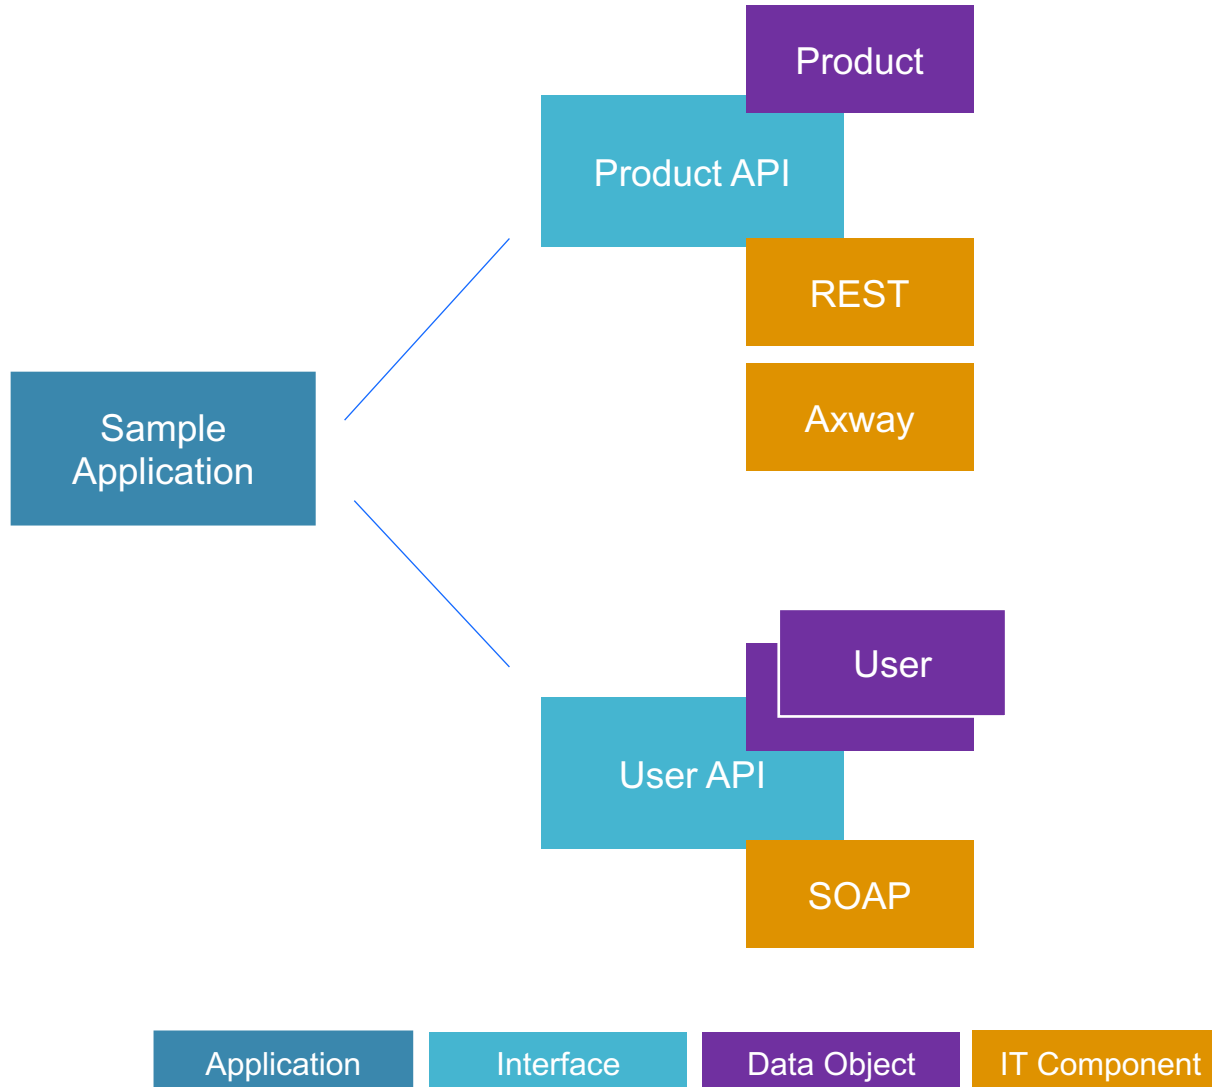 Product
Product API
REST
Axway
Sample
Application
User
User API
SOAP
Application
Interface
Data Object
IT Component